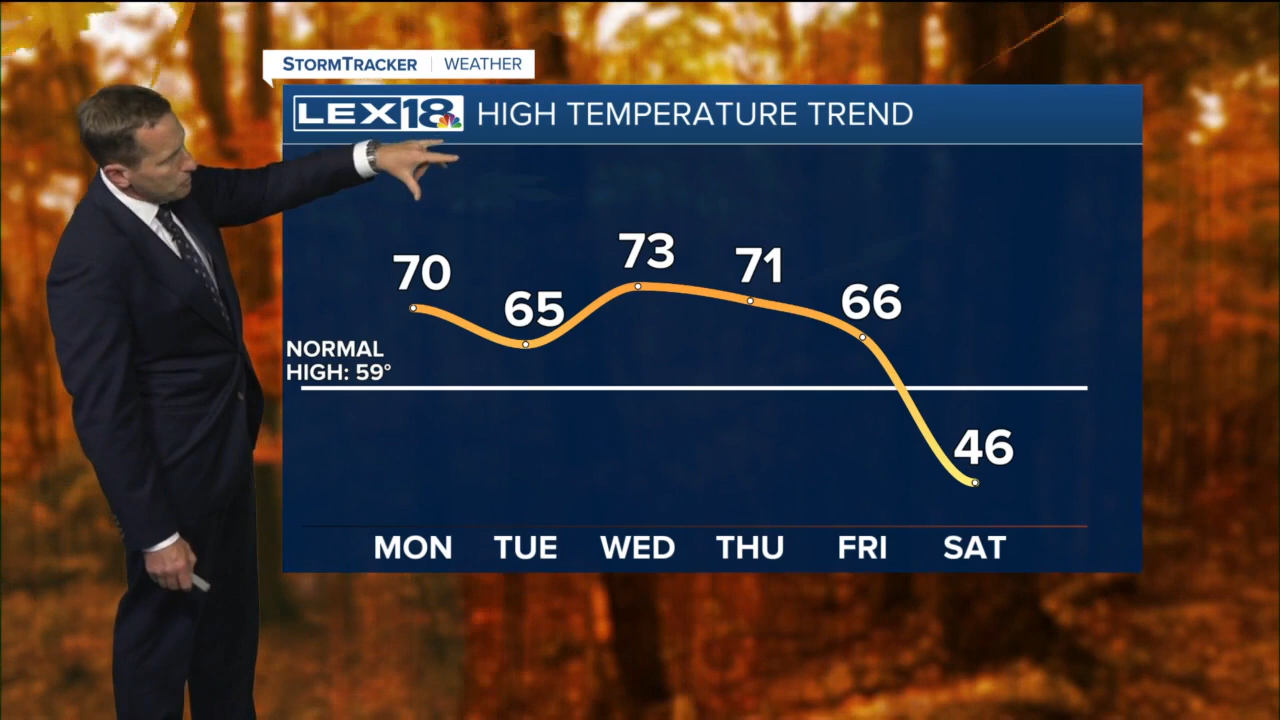 STORMTRACKER | WEATHER
LEX18 HIGH TEMPERATURE TREND
70 65 73 71 66 46
NORMAL
HIGH: 59°
MON TUE WED THU FRI SAT